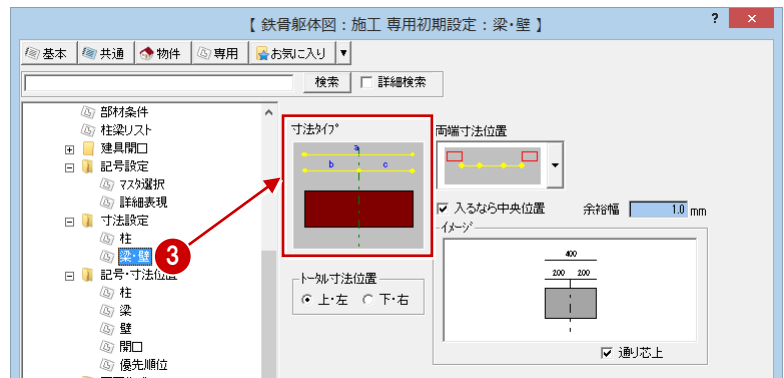 【 鉄骨躯体図：施工 専用初期設定：梁・壁 】
? ×
基本 共通 物件 専用 お気に入り ▼
検索 詳細検索
部材条件
柱梁リスト
建具開口
記号設定
マスタ選択
詳細表現
寸法設定
柱
梁・壁
記号・寸法位置
柱
梁
壁
開口
優先順位
3
寸法タイプ
a
b c
トータル寸法位置
上・左 下・右
両端寸法位置
入るなら中央位置 余裕幅 1.0 mm
イメージ
400
200 200
通り芯上